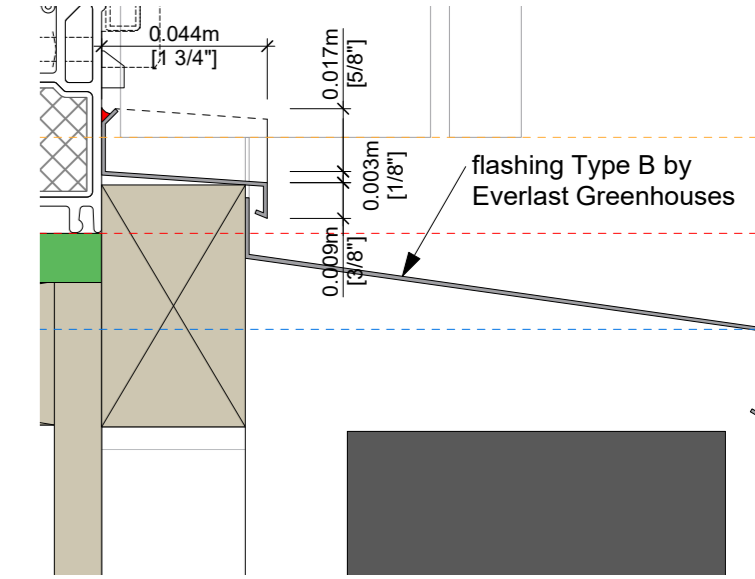 0.044m
[1 3/4"]
0.017m
[5/8"]
0.003m
[1/8"]
0.009m
[3/8"]
flashing Type B by
Everlast Greenhouses